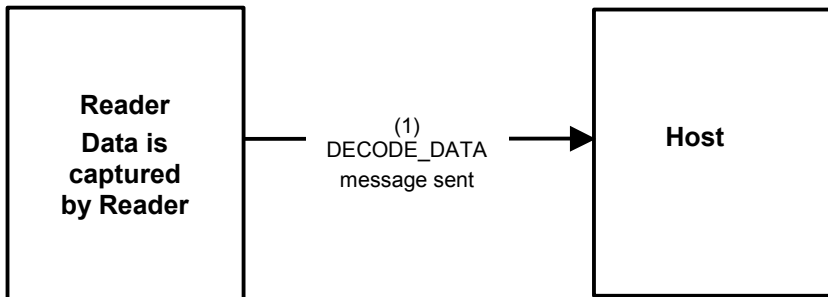 Reader
Data is
captured
by Reader
(1)
DECODE_DATA
message sent
Host